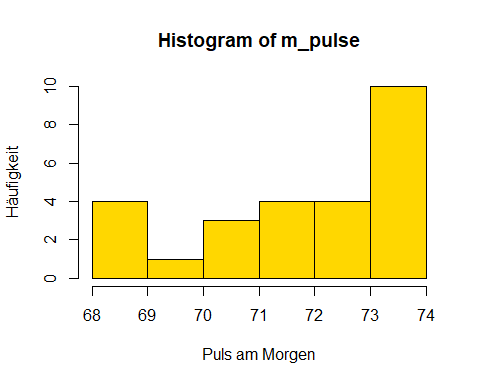 Histogram of m_pulse
Häufigkeit
10
8
6
4
2
0
68 69 70 71 72 73 74
Puls am Morgen